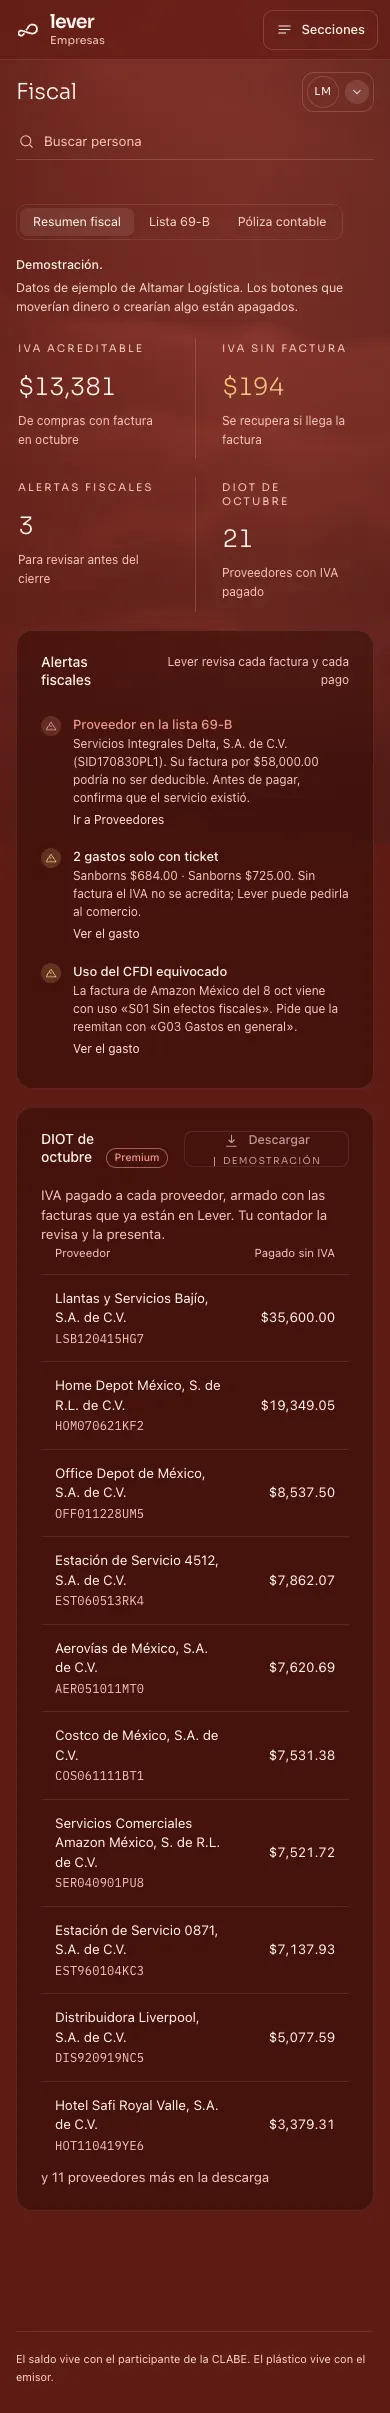 lever
Empresas
Secciones
Fiscal
LM
Buscar persona
Resumen fiscal
Lista 69-B
Póliza contable
Demostración.
Datos de ejemplo de Altamar Logística. Los botones que
moverían dinero o crearían algo están apagados.
IVA ACREDITABLE
$13,381
De compras con factura
en octubre
IVA SIN FACTURA
$194
Se recupera si llega la
factura
ALERTAS FISCALES
3
Para revisar antes del
cierre
DIOT DE
OCTUBRE
21
Proveedores con IVA
pagado
Alertas
fiscales
Lever revisa cada factura y cada
pago
Proveedor en la lista 69-B
Servicios Integrales Delta, S.A. de C.V.
(SID170830PL1). Su factura por $58,000.00
podría no ser deducible. Antes de pagar,
confirma que el servicio existió.
Ir a Proveedores
2 gastos solo con ticket
Sanborns $684.00 · Sanborns $725.00. Sin
factura el IVA no se acredita; Lever puede pedirla
al comercio.
Ver el gasto
Uso del CFDI equivocado
La factura de Amazon México del 8 oct viene
con uso «S01 Sin efectos fiscales». Pide que la
reemitan con «G03 Gastos en general».
Ver el gasto
DIOT de
octubre
Premium
Descargar
| DEMOSTRACIÓN
IVA pagado a cada proveedor, armado con las
facturas que ya están en Lever. Tu contador la
revisa y la presenta.
Proveedor
Pagado sin IVA
Llantas y Servicios Bajío,
S.A. de C.V.
LSB120415HG7
$35,600.00
Home Depot México, S. de
R.L. de C.V.
HOM070621KF2
$19,349.05
Office Depot de México,
S.A. de C.V.
OFF011228UM5
$8,537.50
Estación de Servicio 4512,
S.A. de C.V.
EST060513RK4
$7,862.07
Aerovías de México, S.A.
de C.V.
AER051011MT0
$7,620.69
Costco de México, S.A. de
C.V.
COS061111BT1
$7,531.38
Servicios Comerciales
Amazon México, S. de R.L.
de C.V.
SER040901PU8
$7,521.72
Estación de Servicio 0871,
S.A. de C.V.
EST960104KC3
$7,137.93
Distribuidora Liverpool,
S.A. de C.V.
DIS920919NC5
$5,077.59
Hotel Safi Royal Valle, S.A.
de C.V.
HOT110419YE6
$3,379.31
y 11 proveedores más en la descarga
El saldo vive con el participante de la CLABE. El plástico vive con el
emisor.